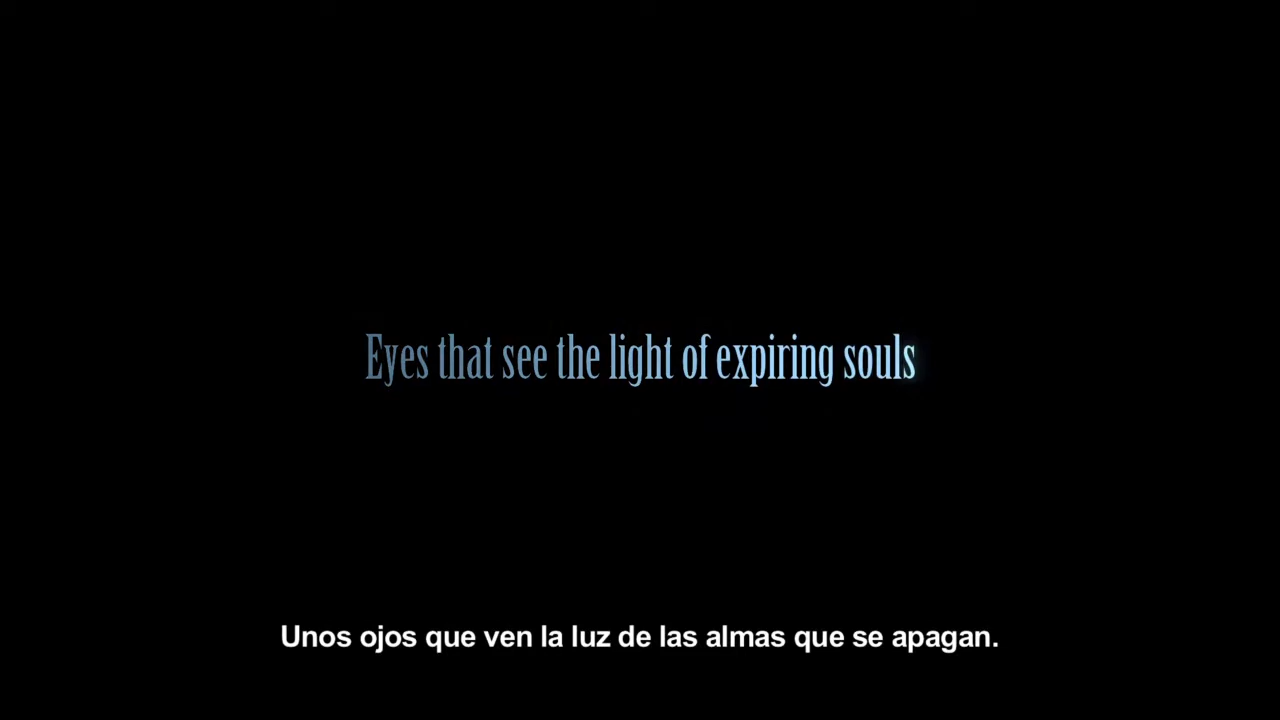 Eyes that see the light of expiring souls
Unos ojos que ven la luz de las almas que se apagan.